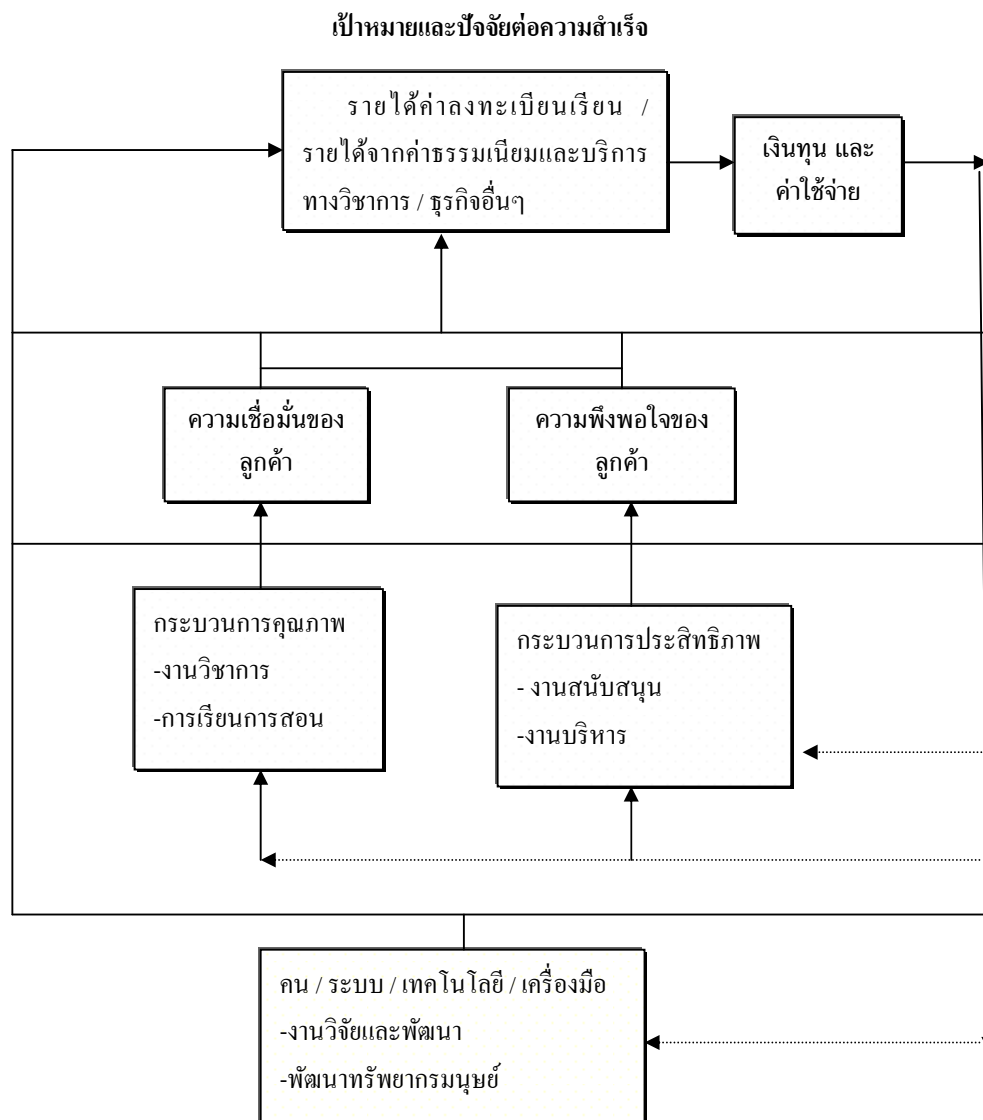 เป้าหมายและปัจจัยต่อความสำเร็จ
รายได้ค่าลงทะเบียนเรียน /
รายได้จากค่าธรรมเนียมและบริการ
ทางวิชาการ / ธุรกิจอื่นๆ
เงินทุน และ
ค่าใช้จ่าย
ความเชื่อมั่นของ
ลูกค้า
ความพึงพอใจของ
ลูกค้า
กระบวนการคุณภาพ
-งานวิชาการ
-การเรียนการสอน
กระบวนการประสิทธิภาพ
- งานสนับสนุน
-งานบริหาร
คน / ระบบ / เทคโนโลยี / เครื่องมือ
-งานวิจัยและพัฒนา
-พัฒนาทรัพยากรมนุษย์